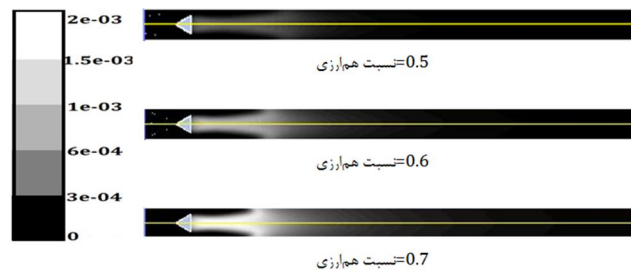 2e-03
1.5e-03
1e-03
6e-04
3e-04
0
نسبت هم‌ارزی=0.5
نسبت هم‌ارزی=0.6
نسبت هم‌ارزی=0.7